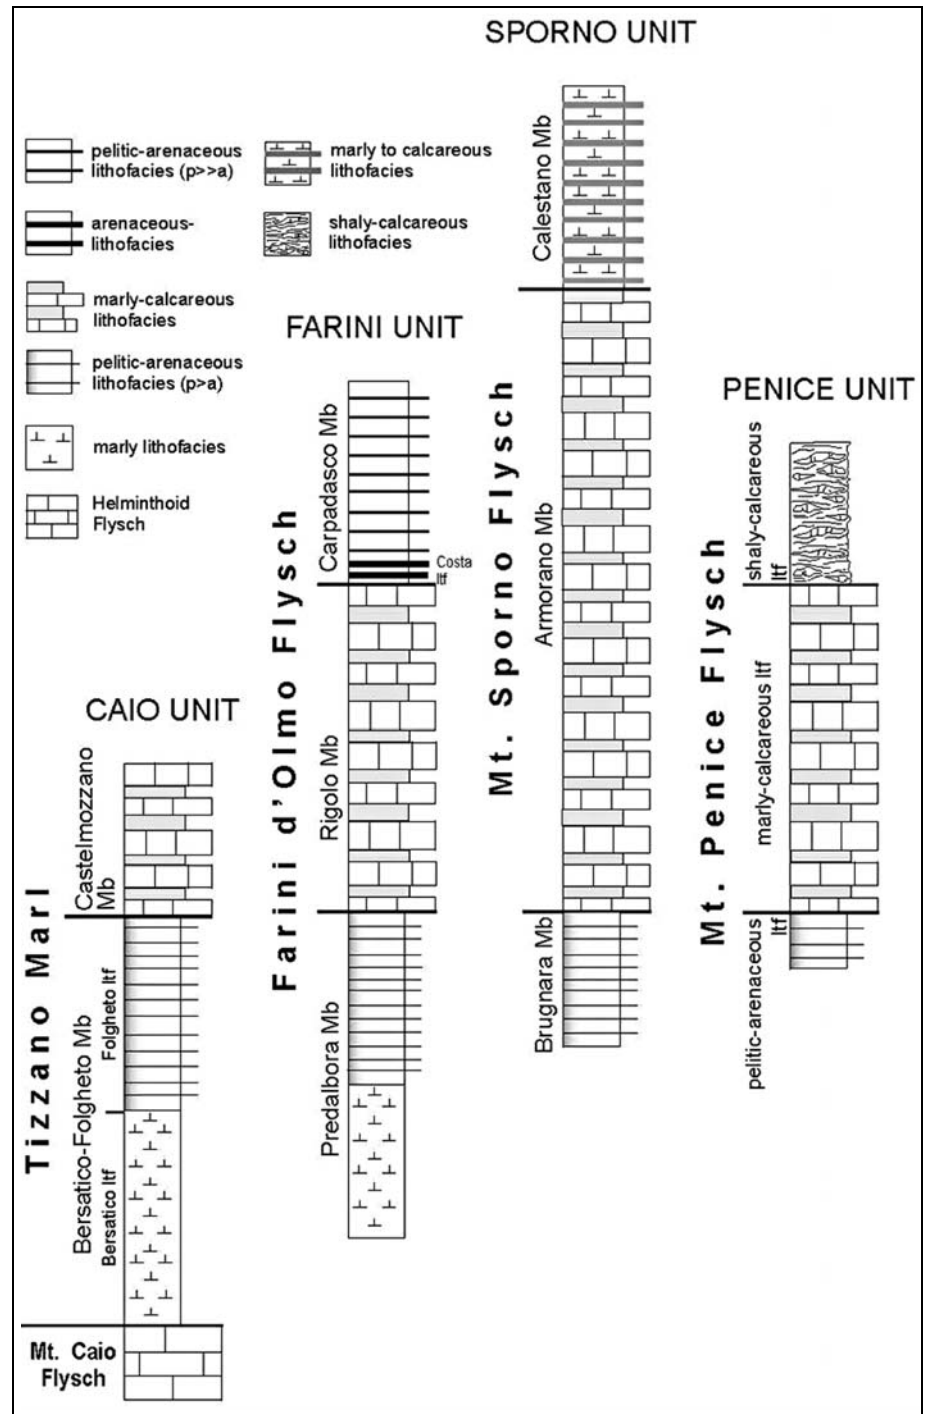 SPORNO UNIT
pelitic-arenaceous
lithofacies (p>>a)
marly to calcareous
lithofacies
arenaceous-
lithofacies
shaly-calcareous
lithofacies
marly-calcareous
lithofacies
pelitic-arenaceous
lithofacies (p>a)
marly lithofacies
Helminthoid
Flysch
CAIO UNIT
Tizzano Marl
Castelmozzano
Mb
Bersatico-Folgheto Mb
Folgheto ltf
Bersatico ltf
Mt. Caio
Flysch
FARINI UNIT
Farini d'Olmo Flysch
Carpadasco Mb
Costa
ltf
Rigolo Mb
Predalbora Mb
Mt. Sporno Flysch
Calestano Mb
Armorano Mb
Brugnara Mb
PENICE UNIT
Mt. Penice Flysch
shaly-calcareous
ltf
marly-calcareous ltf
pelitic-arenaceous
ltf